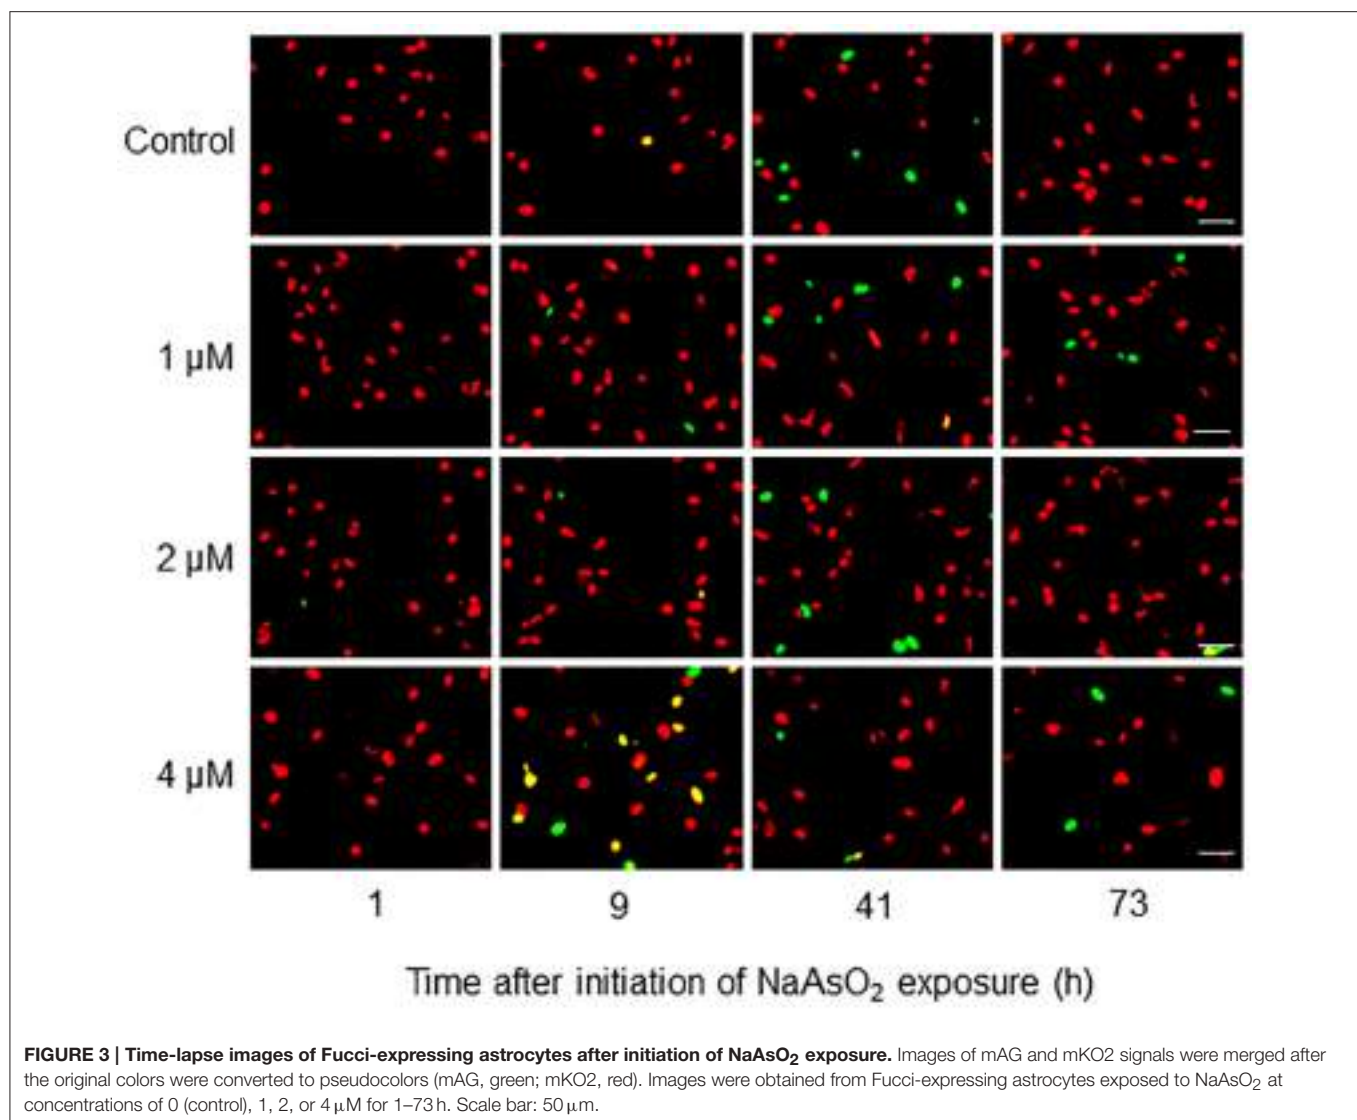 Control
1 µM
2 µM
4 µM
1 9 41 73
Time after initiation of NaAsO₂ exposure (h)
FIGURE 3 | Time-lapse images of Fucci-expressing astrocytes after initiation of NaAsO₂ exposure. Images of mAG and mKO2 signals were merged after
the original colors were converted to pseudocolors (mAG, green; mKO2, red). Images were obtained from Fucci-expressing astrocytes exposed to NaAsO₂ at
concentrations of 0 (control), 1, 2, or 4 µM for 1–73 h. Scale bar: 50 µm.